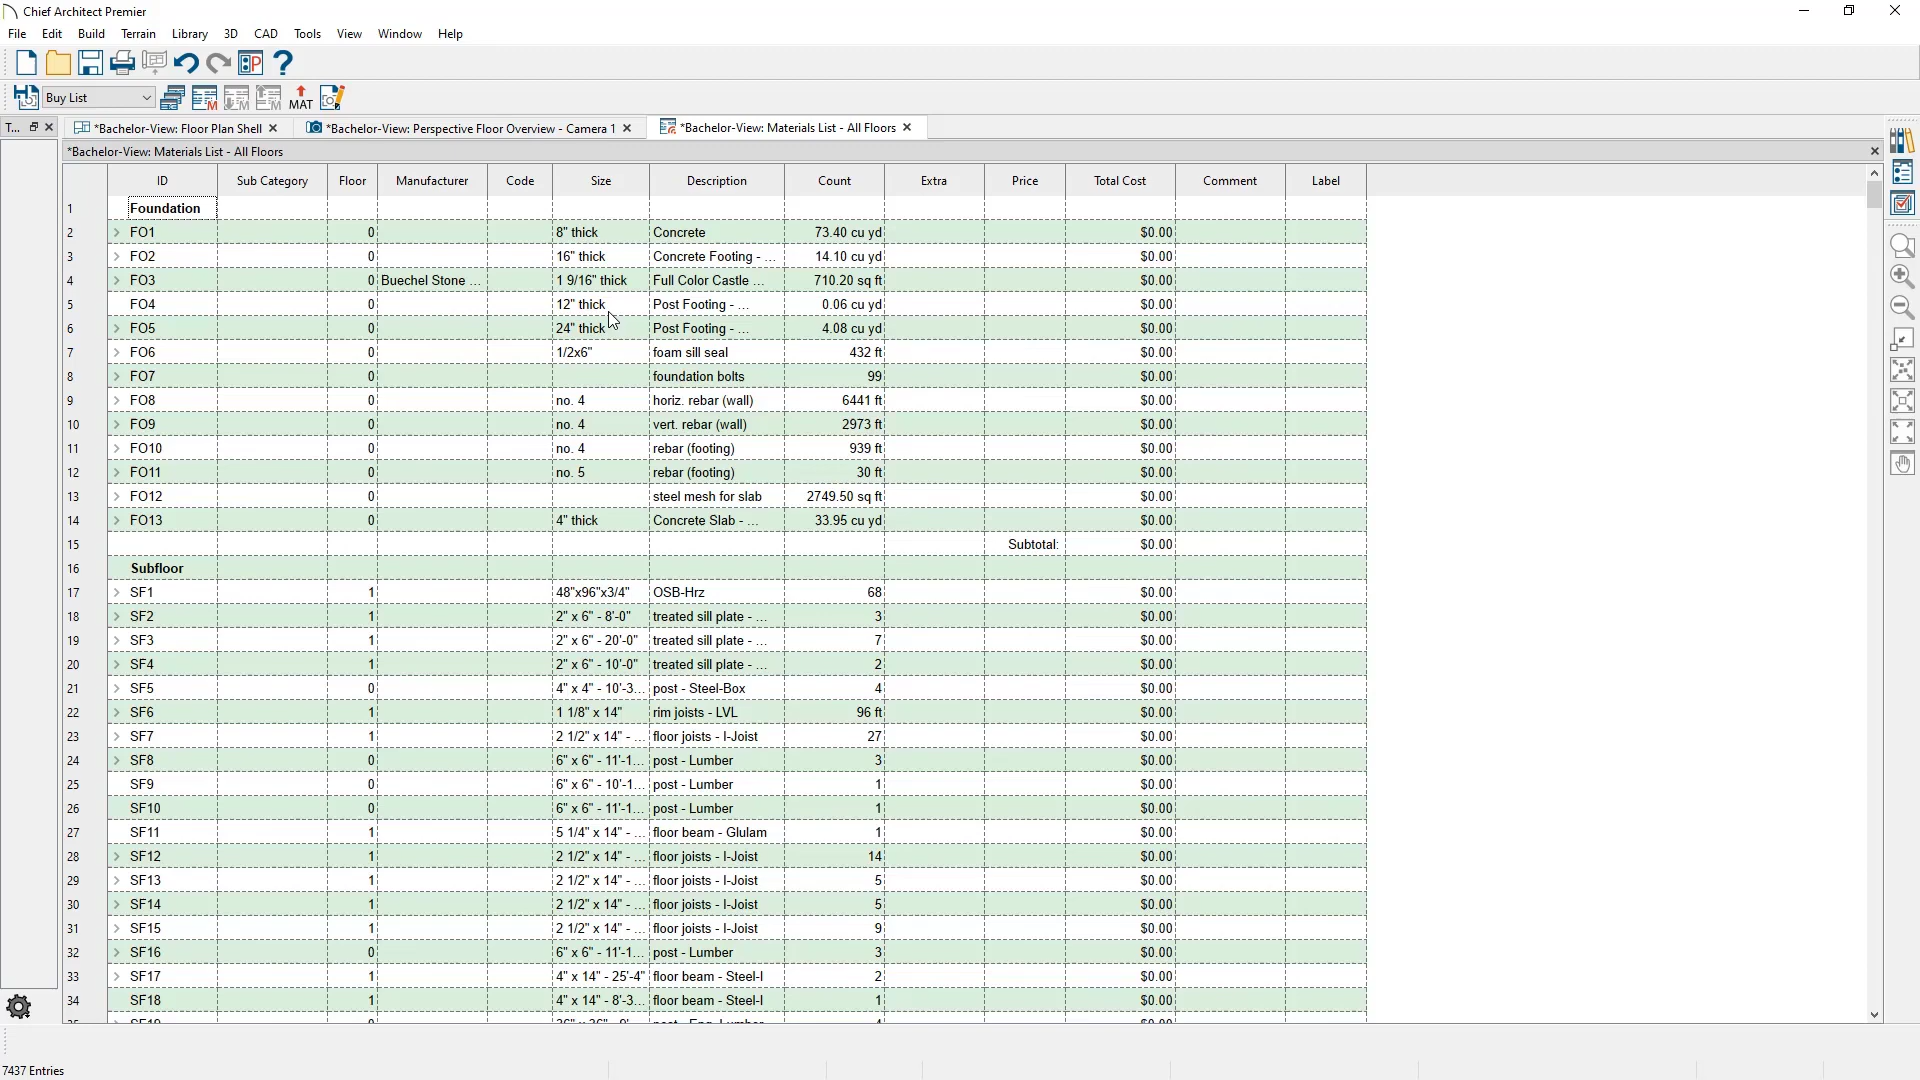 Chief Architect Premier
File Edit Build Terrain Library 3D CAD Tools View Window Help
Buy List MAT
T... *Bachelor-View: Floor Plan Shell *Bachelor-View: Perspective Floor Overview - Camera 1 *Bachelor-View: Materials List - All Floors
*Bachelor-View: Materials List - All Floors
ID Sub Category Floor Manufacturer Code Size Description Count Extra Price Total Cost Comment Label
1 Foundation
2 FO1 0 8" thick Concrete 73.40 cu yd $0.00
3 FO2 0 16" thick Concrete Footing - ... 14.10 cu yd $0.00
4 FO3 0 Buechel Stone ... 1 9/16" thick Full Color Castle ... 710.20 sq ft $0.00
5 FO4 0 12" thick Post Footing - ... 0.06 cu yd $0.00
6 FO5 0 24" thick Post Footing - ... 4.08 cu yd $0.00
7 FO6 0 1/2x6" foam sill seal 432 ft $0.00
8 FO7 0 foundation bolts 99 $0.00
9 FO8 0 no. 4 horiz. rebar (wall) 6441 ft $0.00
10 FO9 0 no. 4 vert. rebar (wall) 2973 ft $0.00
11 FO10 0 no. 4 rebar (footing) 939 ft $0.00
12 FO11 0 no. 5 rebar (footing) 30 ft $0.00
13 FO12 0 steel mesh for slab 2749.50 sq ft $0.00
14 FO13 0 4" thick Concrete Slab - ... 33.95 cu yd $0.00
15 Subtotal: $0.00
16 Subfloor
17 SF1 1 48"x96"x3/4" OSB-Hrz 68 $0.00
18 SF2 1 2" x 6" - 8'-0" treated sill plate - ... 3 $0.00
19 SF3 1 2" x 6" - 20'-0" treated sill plate - ... 7 $0.00
20 SF4 1 2" x 6" - 10'-0" treated sill plate - ... 2 $0.00
21 SF5 0 4" x 4" - 10'-3... post - Steel-Box 4 $0.00
22 SF6 1 1 1/8" x 14" rim joists - LVL 96 ft $0.00
23 SF7 1 2 1/2" x 14" - ... floor joists - I-Joist 27 $0.00
24 SF8 0 6" x 6" - 11'-1... post - Lumber 3 $0.00
25 SF9 0 6" x 6" - 10'-1... post - Lumber 1 $0.00
26 SF10 0 6" x 6" - 11'-1... post - Lumber 1 $0.00
27 SF11 1 5 1/4" x 14" - ... floor beam - Glulam 1 $0.00
28 SF12 1 2 1/2" x 14" - ... floor joists - I-Joist 14 $0.00
29 SF13 1 2 1/2" x 14" - ... floor joists - I-Joist 5 $0.00
30 SF14 1 2 1/2" x 14" - ... floor joists - I-Joist 5 $0.00
31 SF15 1 2 1/2" x 14" - ... floor joists - I-Joist 9 $0.00
32 SF16 0 6" x 6" - 11'-1... post - Lumber 3 $0.00
33 SF17 1 4" x 14" - 25'-4" floor beam - Steel-I 2 $0.00
34 SF18 1 4" x 14" - 8'-3... floor beam - Steel-I 1 $0.00
7437 Entries